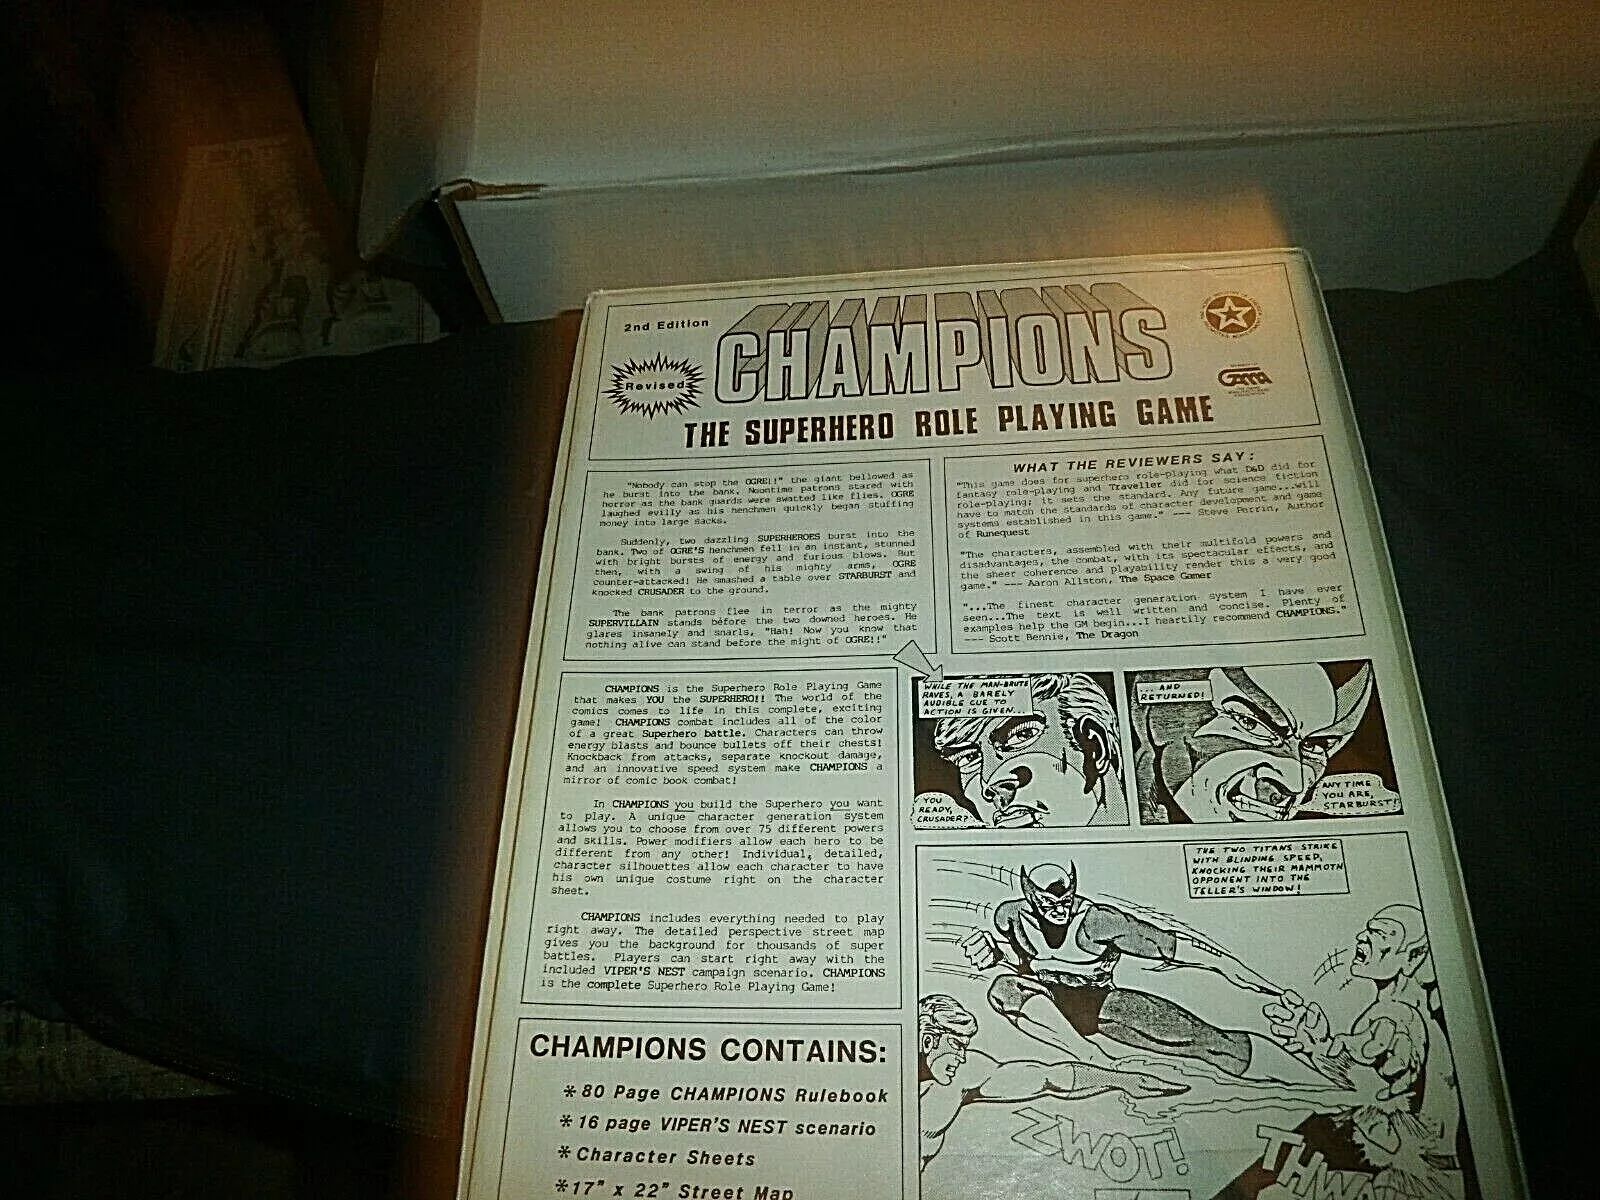 2nd Edition
Revised
CHAMPIONS
THE SUPERHERO ROLE PLAYING GAME
GAMA
"Nobody can stop the OGRE!!" the giant bellowed as
he burst into the bank. Noontime patrons stared with
horror as the bank guards were swatted like flies. OGRE
laughed evilly as his henchmen quickly began stuffing
money into large sacks.
Suddenly, two dazzling SUPERHEROES burst into the
bank. Two of OGRE'S henchmen fell in an instant, stunned
with bright bursts of energy and furious blows. But
then, with a swing of his mighty arms, OGRE
counter-attacked! He smashed a table over STARBURST and
knocked CRUSADER to the ground.
The bank patrons flee in terror as the mighty
SUPERVILLAIN stands before the two downed heroes. He
glares insanely and snarls, "Hah! Now you know that
nothing alive can stand before the might of OGRE!!"
WHAT THE REVIEWERS SAY:
"This game does for superhero role-playing what D&D did for
fantasy role-playing and Traveller did for science fiction
role-playing; it sets the standard. Any future game...will
have to match the standards of character development and game
systems established in this game." --- Steve Perrin, Author
of Runequest
"The characters, assembled with their multifold powers and
disadvantages, the combat, with its spectacular effects, and
the sheer coherence and playability render this a very good
game." --- Aaron Allston, The Space Gamer
"...The finest character generation system I have ever
seen...The text is well written and concise. Plenty of
examples help the GM begin...I heartily recommend CHAMPIONS."
--- Scott Bennie, The Dragon
CHAMPIONS is the Superhero Role Playing Game
that makes YOU the SUPERHERO!! The world of the
comics comes to life in this complete, exciting
game! CHAMPIONS combat includes all of the color
of a great Superhero battle. Characters can throw
energy blasts and bounce bullets off their chests!
Knockback from attacks, separate knockout damage,
and an innovative speed system make CHAMPIONS a
mirror of comic book combat!
In CHAMPIONS you build the Superhero you want
to play. A unique character generation system
allows you to choose from over 75 different powers
and skills. Power modifiers allow each hero to be
different from any other! Individual, detailed,
character silhouettes allow each character to have
his own unique costume right on the character
sheet.
CHAMPIONS includes everything needed to play
right away. The detailed perspective street map
gives you the background for thousands of super
battles. Players can start right away with the
included VIPER'S NEST campaign scenario. CHAMPIONS
is the complete Superhero Role Playing Game!
WHILE THE MAN-BRUTE
RAVES, A BARELY
AUDIBLE CUE TO
ACTION IS GIVEN...
YOU
READY,
CRUSADER?
...AND
RETURNED!
ANY TIME
YOU ARE,
STARBURST!
THE TWO TITANS STRIKE
WITH BLINDING SPEED,
KNOCKING THEIR MAMMOTH
OPPONENT INTO THE
TELLER'S WINDOW!
ZWOT!
CHAMPIONS CONTAINS:
* 80 Page CHAMPIONS Rulebook
* 16 page VIPER'S NEST scenario
* Character Sheets
* 17" x 22" Street Map